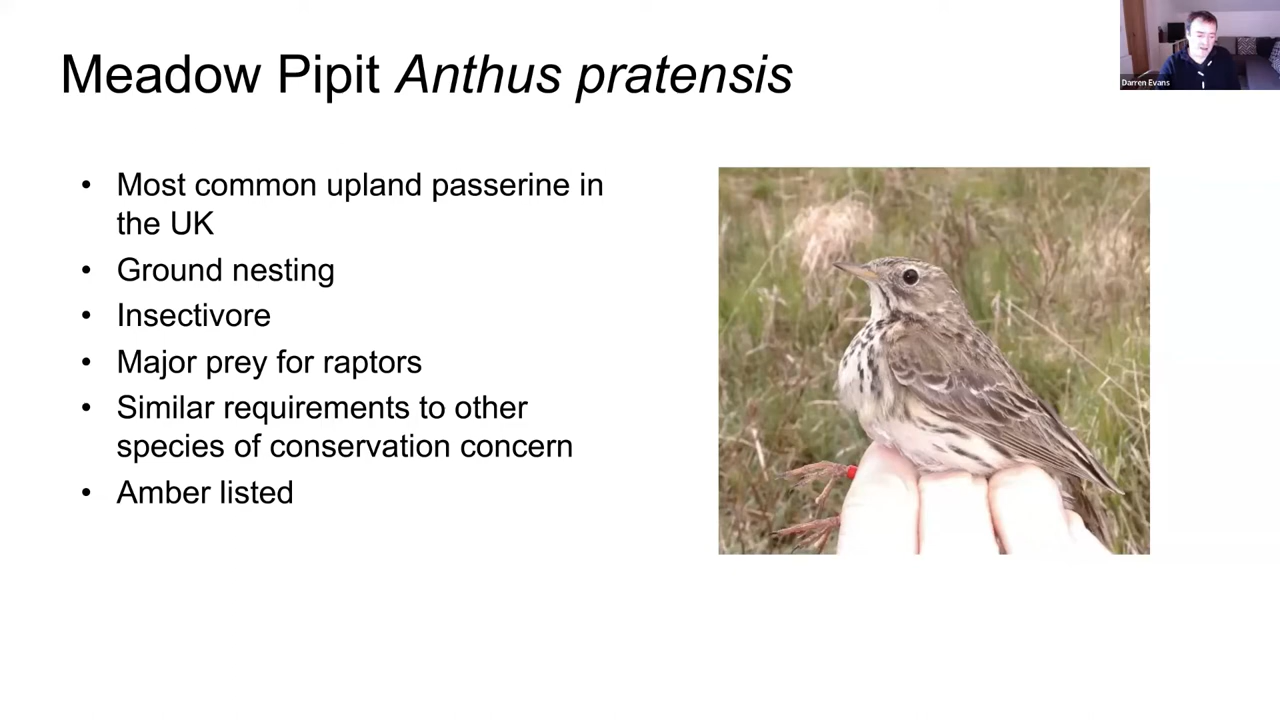 Meadow Pipit Anthus pratensis
Darren Evans
• Most common upland passerine in
the UK
• Ground nesting
• Insectivore
• Major prey for raptors
• Similar requirements to other
species of conservation concern
• Amber listed